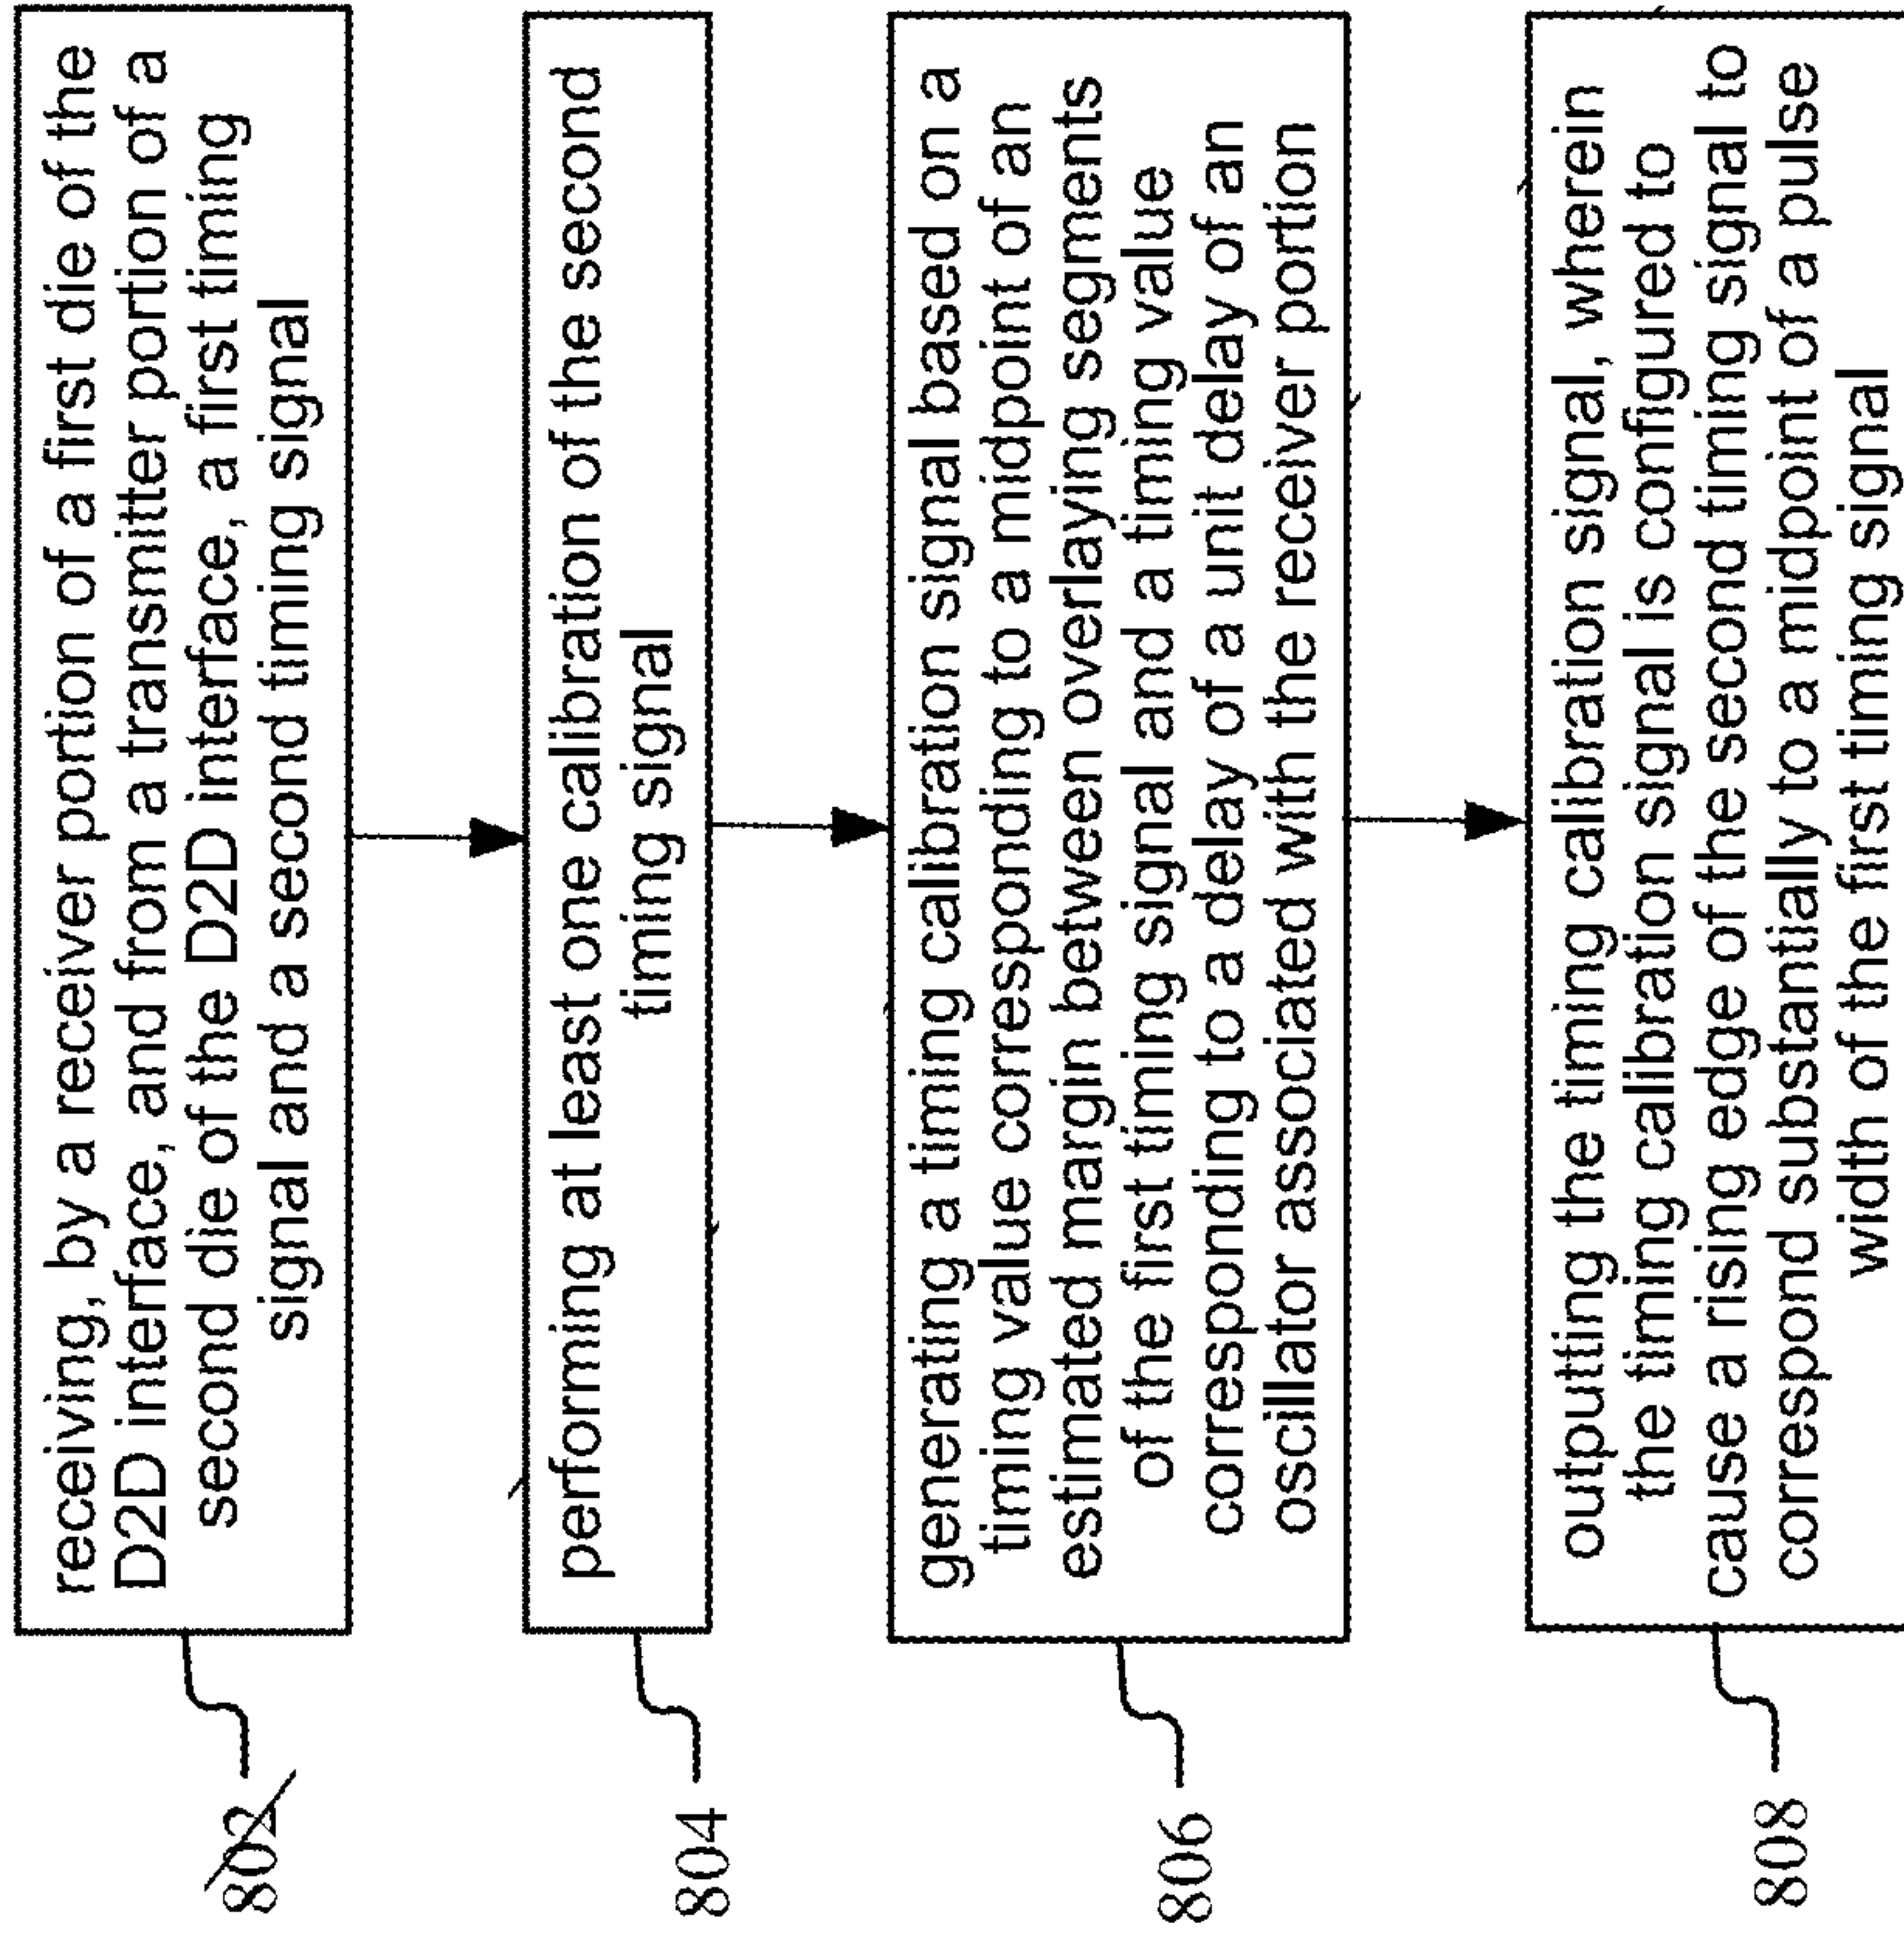 802
receiving, by a receiver portion of a first die of the
D2D interface, and from a transmitter portion of a
second die of the D2D interface, a first timing
signal and a second timing signal
804
performing at least one calibration of the second
timing signal
806
generating a timing calibration signal based on a
timing value corresponding to a midpoint of an
estimated margin between overlaying segments
of the first timing signal and a timing value
corresponding to a delay of a unit delay of an
oscillator associated with the receiver portion
808
outputting the timing calibration signal, wherein
the timing calibration signal is configured to
cause a rising edge of the second timing signal to
correspond substantially to a midpoint of a pulse
width of the first timing signal